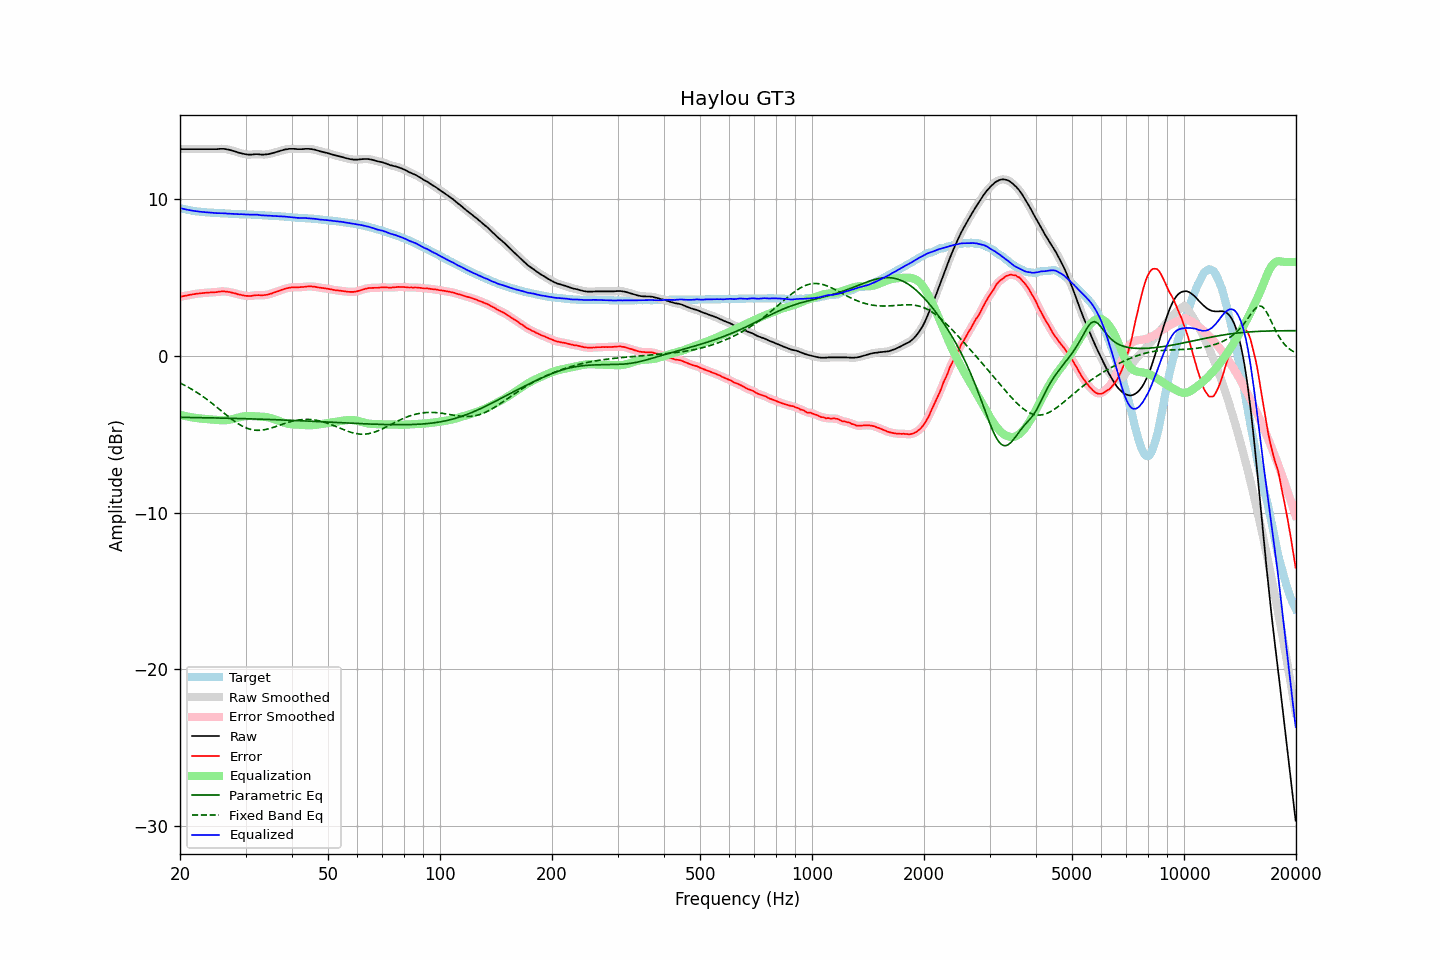 Haylou GT3
Amplitude (dBr)
10
0
−10
−20
−30
Target
Raw Smoothed
Error Smoothed
Raw
Error
Equalization
Parametric Eq
Fixed Band Eq
Equalized
20 50 100 200 500 1000 2000 5000 10000 20000
Frequency (Hz)